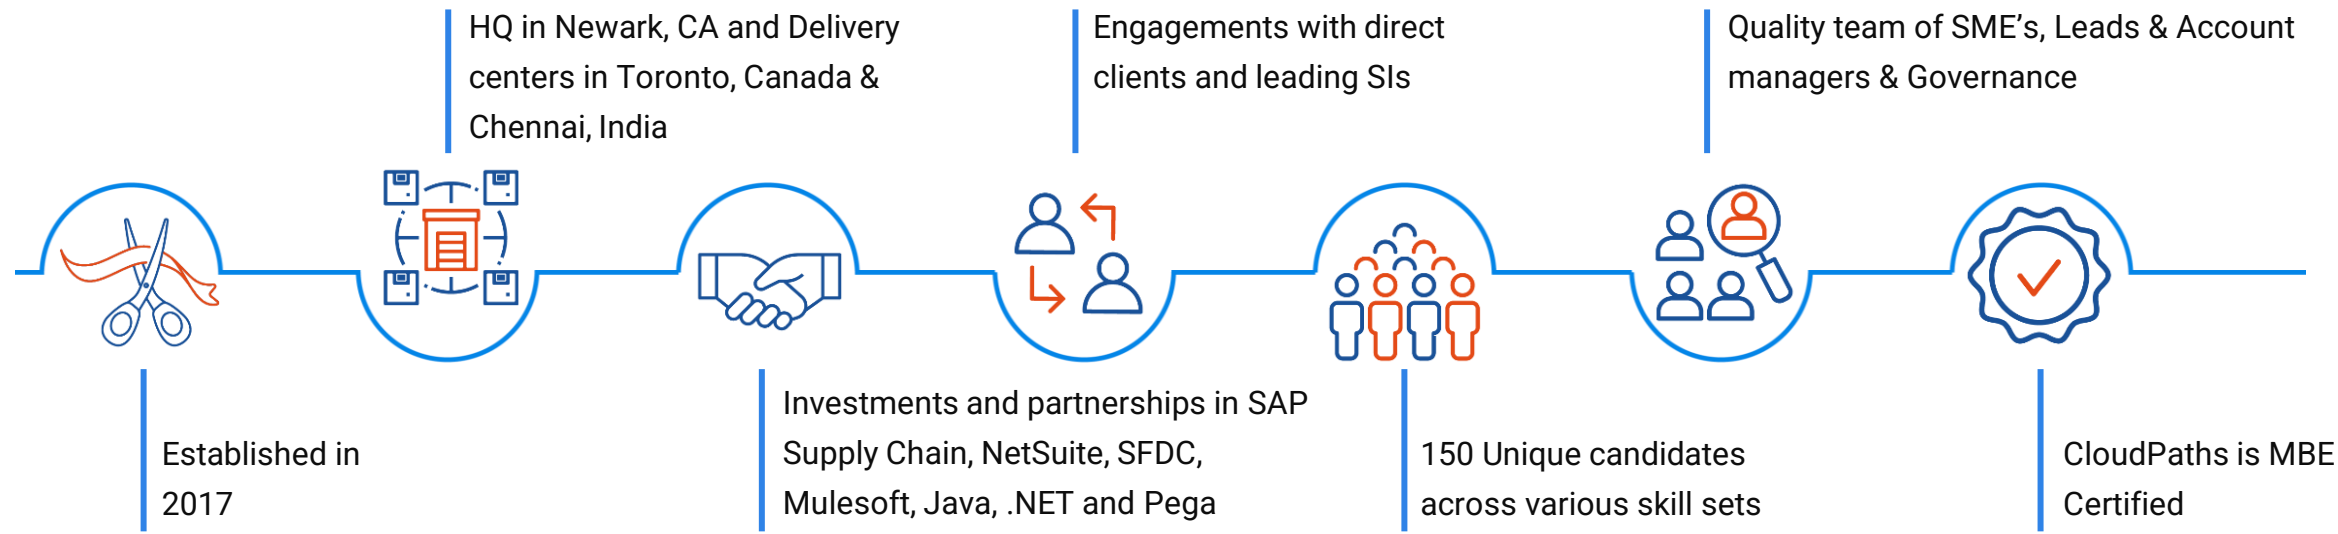 HQ in Newark, CA and Delivery
centers in Toronto, Canada &
Chennai, India
Engagements with direct
clients and leading SIs
Quality team of SME’s, Leads & Account
managers & Governance
Established in
2017
Investments and partnerships in SAP
Supply Chain, NetSuite, SFDC,
Mulesoft, Java, .NET and Pega
150 Unique candidates
across various skill sets
CloudPaths is MBE
Certified